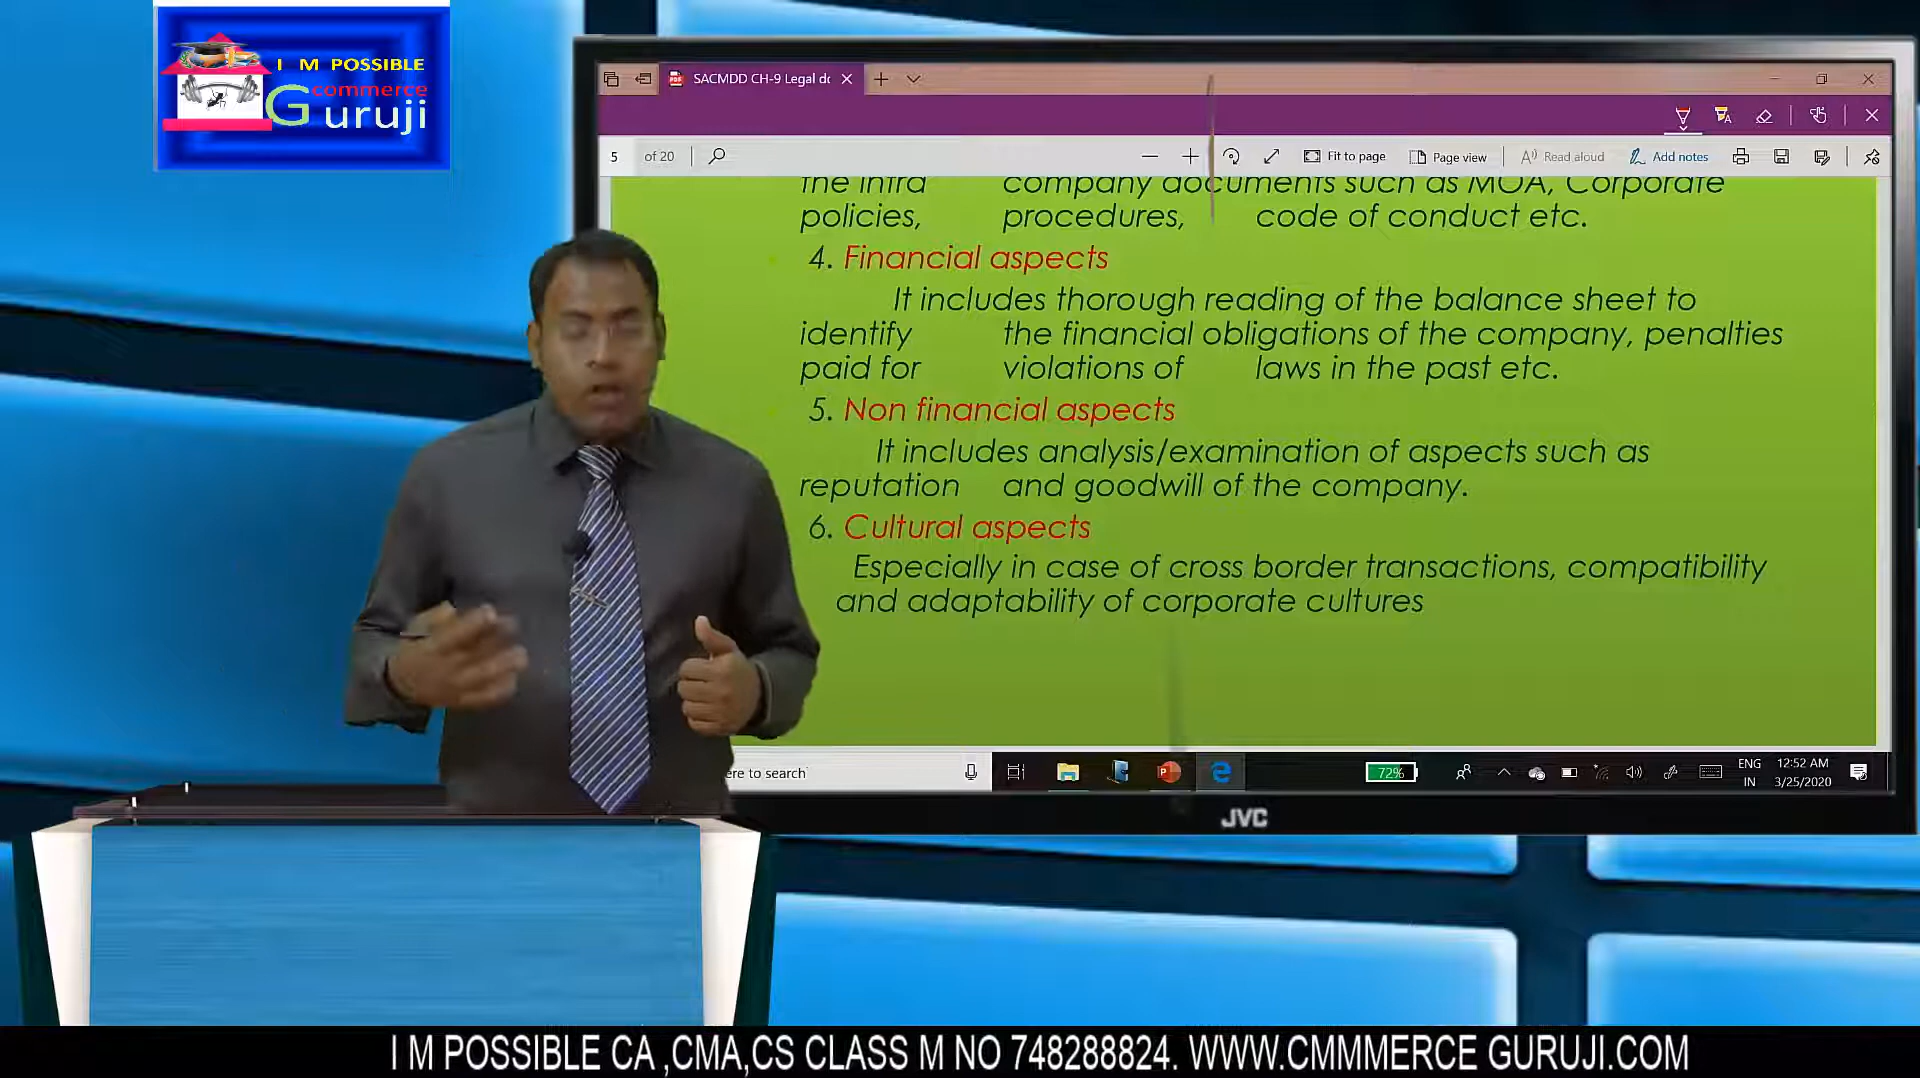 I M POSSIBLE
commerce
Guruji
SACMDD CH-9 Legal dc
5 of 20
Fit to page
Page view
Read aloud
Add notes
the intra company documents such as MOA, Corporate
policies, procedures, code of conduct etc.
4. Financial aspects
It includes thorough reading of the balance sheet to
identify the financial obligations of the company, penalties
paid for violations of laws in the past etc.
5. Non financial aspects
It includes analysis/examination of aspects such as
reputation and goodwill of the company.
6. Cultural aspects
Especially in case of cross border transactions, compatibility
and adaptability of corporate cultures
ere to search
72%
ENG
IN
12:52 AM
3/25/2020
JVC
I M POSSIBLE CA ,CMA,CS CLASS M NO 748288824. WWW.CMMMERCE GURUJI.COM